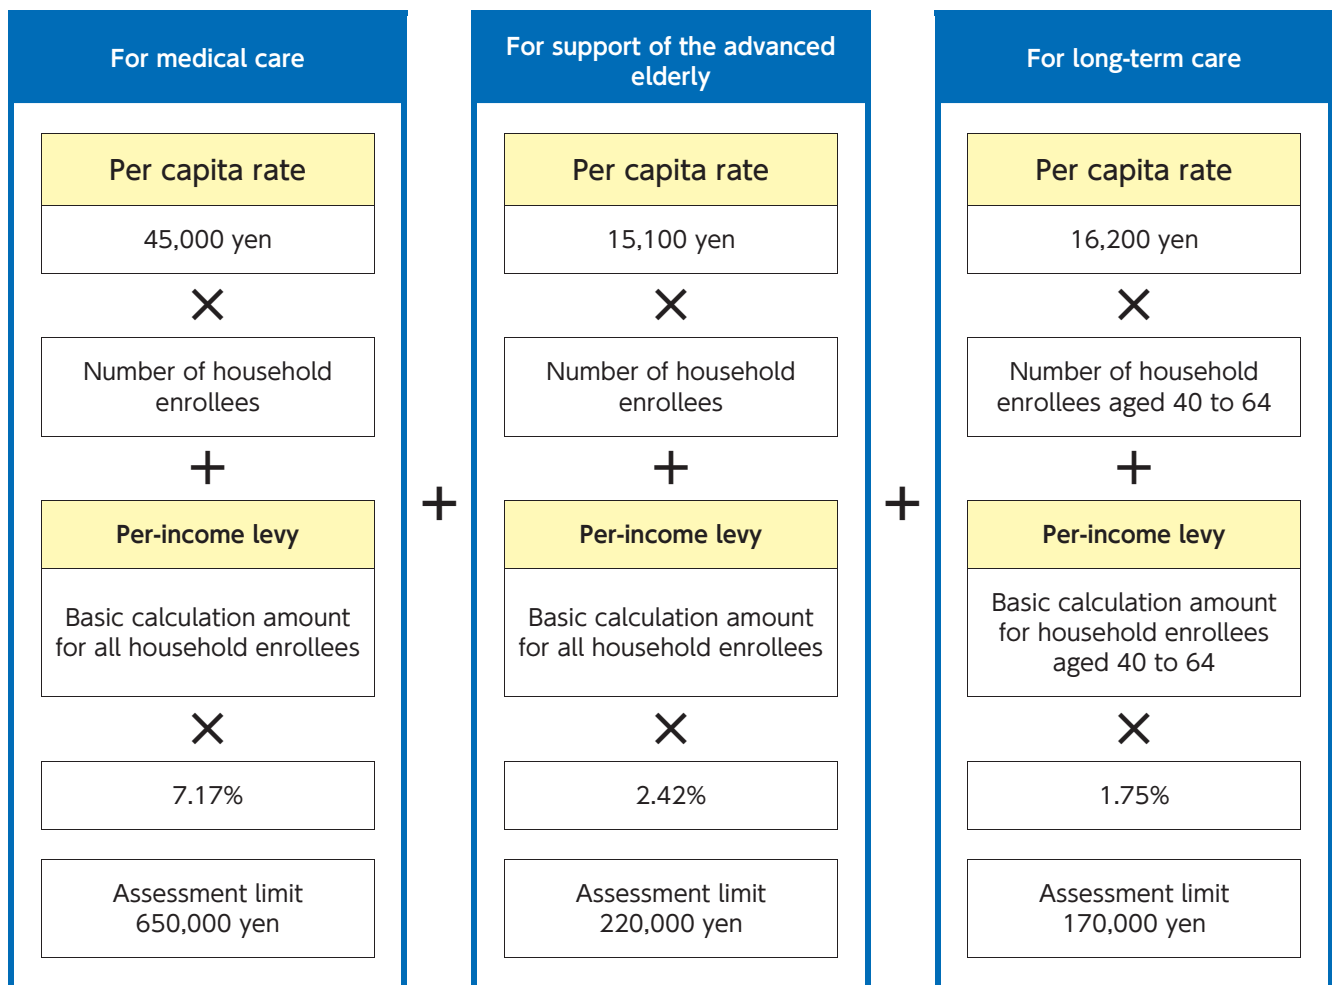 For medical care
Per capita rate
45,000 yen
×
Number of household
enrollees
+
Per-income levy
Basic calculation amount
for all household enrollees
×
7.17%
Assessment limit
650,000 yen
+
For support of the advanced
elderly
Per capita rate
15,100 yen
×
Number of household
enrollees
+
Per-income levy
Basic calculation amount
for all household enrollees
×
2.42%
Assessment limit
220,000 yen
+
For long-term care
Per capita rate
16,200 yen
×
Number of household
enrollees aged 40 to 64
+
Per-income levy
Basic calculation amount
for household enrollees
aged 40 to 64
×
1.75%
Assessment limit
170,000 yen